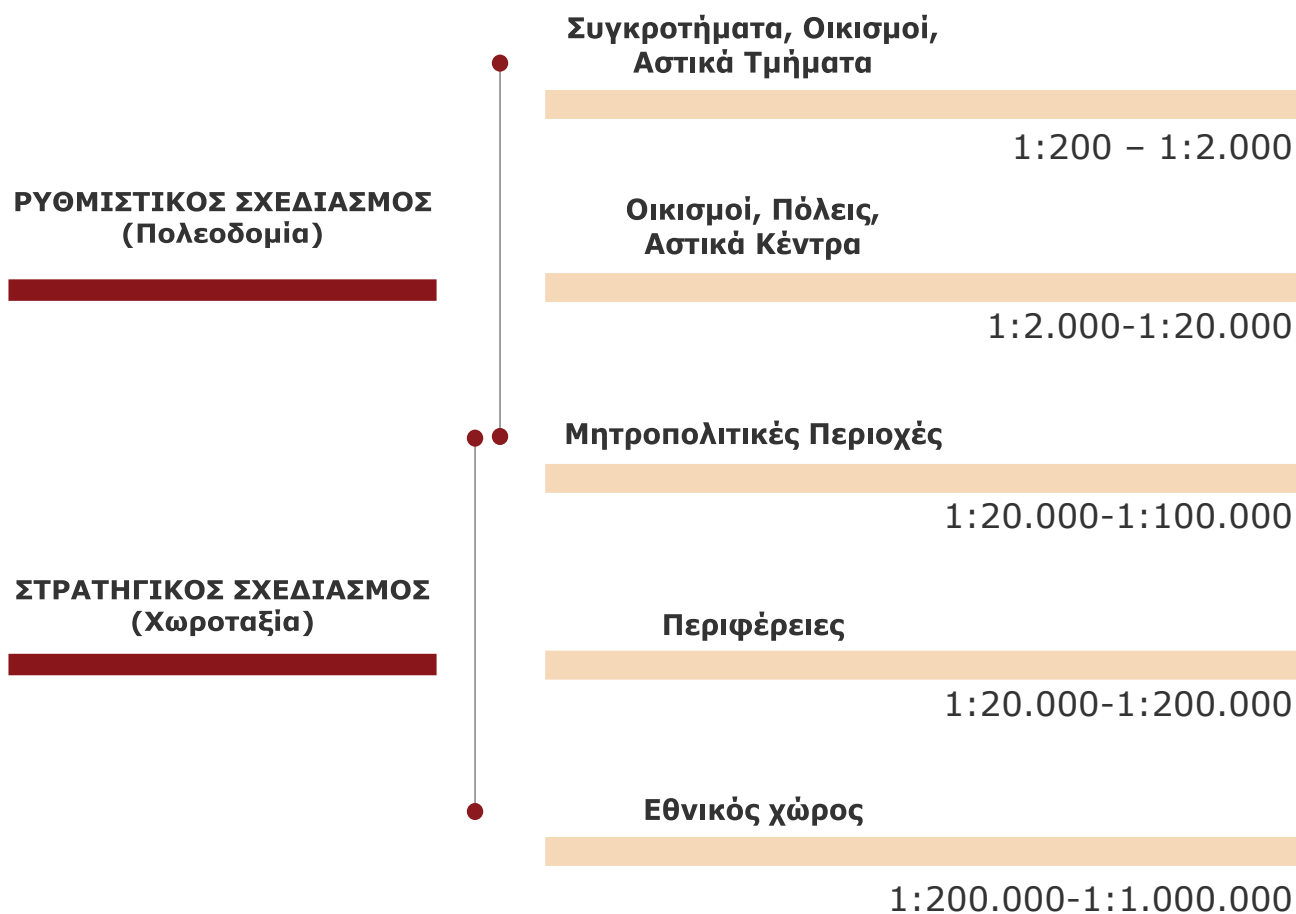 Συγκροτήματα, Οικισμοί,
Αστικά Τμήματα
1:200 – 1:2.000
ΡΥΘΜΙΣΤΙΚΟΣ ΣΧΕΔΙΑΣΜΟΣ
(Πολεοδομία)
Οικισμοί, Πόλεις,
Αστικά Κέντρα
1:2.000-1:20.000
Μητροπολιτικές Περιοχές
1:20.000-1:100.000
ΣΤΡΑΤΗΓΙΚΟΣ ΣΧΕΔΙΑΣΜΟΣ
(Χωροταξία)
Περιφέρειες
1:20.000-1:200.000
Εθνικός χώρος
1:200.000-1:1.000.000